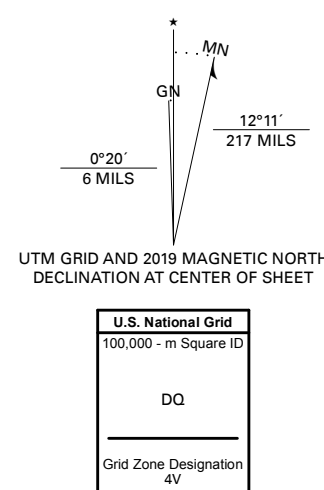 ★
MN
GN
12°11´
217 MILS
0°20´
6 MILS
UTM GRID AND 2019 MAGNETIC NORTH
DECLINATION AT CENTER OF SHEET
U.S. National Grid
100,000 - m Square ID
DQ
Grid Zone Designation
4V